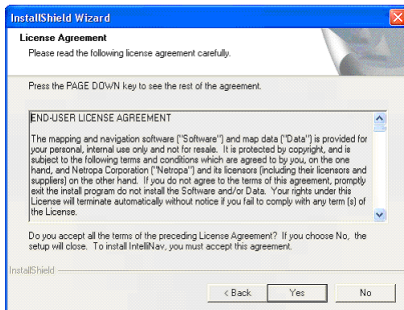 InstallShield Wizard
License Agreement
Please read the following license agreement carefully.
Press the PAGE DOWN key to see the rest of the agreement.
END-USER LICENSE AGREEMENT
The mapping and navigation software ("Software") and map data ("Data") is provided for
your personal, internal use only and not for resale. It is protected by copyright, and is
subject to the following terms and conditions which are agreed to by you, on the one
hand, and Netropa Corporation ("Netropa") and its licensors (including their licensors and
suppliers) on the other hand. If you do not agree to the terms of this agreement, promptly
exit the install program do not install the Software and/or Data. Your rights under this
License will terminate automatically without notice if you fail to comply with any term (s) of
the License.
Do you accept all the terms of the preceding License Agreement? If you choose No, the
setup will close. To install IntelliNav, you must accept this agreement.
InstallShield
< Back
Yes
No